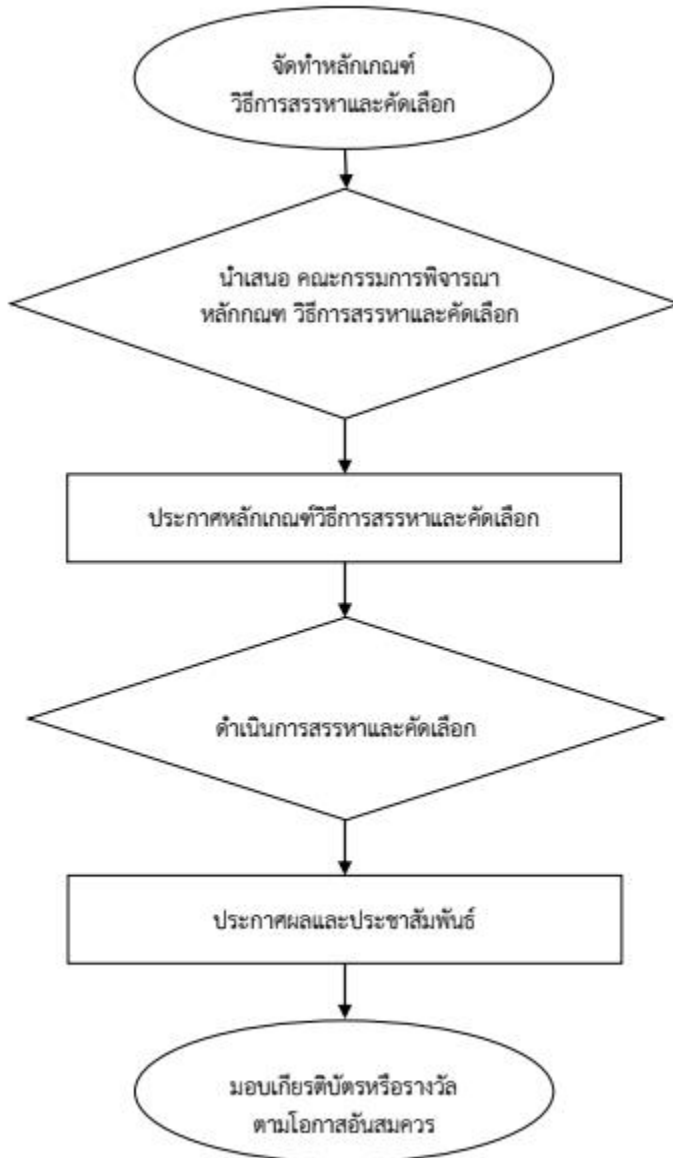 จัดทำหลักเกณฑ์
วิธีการสรรหาและคัดเลือก
นำเสนอ คณะกรรมการพิจารณา
หลักกณฑ วิธีการสรรหาและคัดเลือก
ประกาศหลักเกณฑ์วิธีการสรรหาและคัดเลือก
ดำเนินการสรรหาและคัดเลือก
ประกาศผลและประชาสัมพันธ์
มอบเกียรติบัตรหรือรางวัล
ตามโอกาสอันสมควร